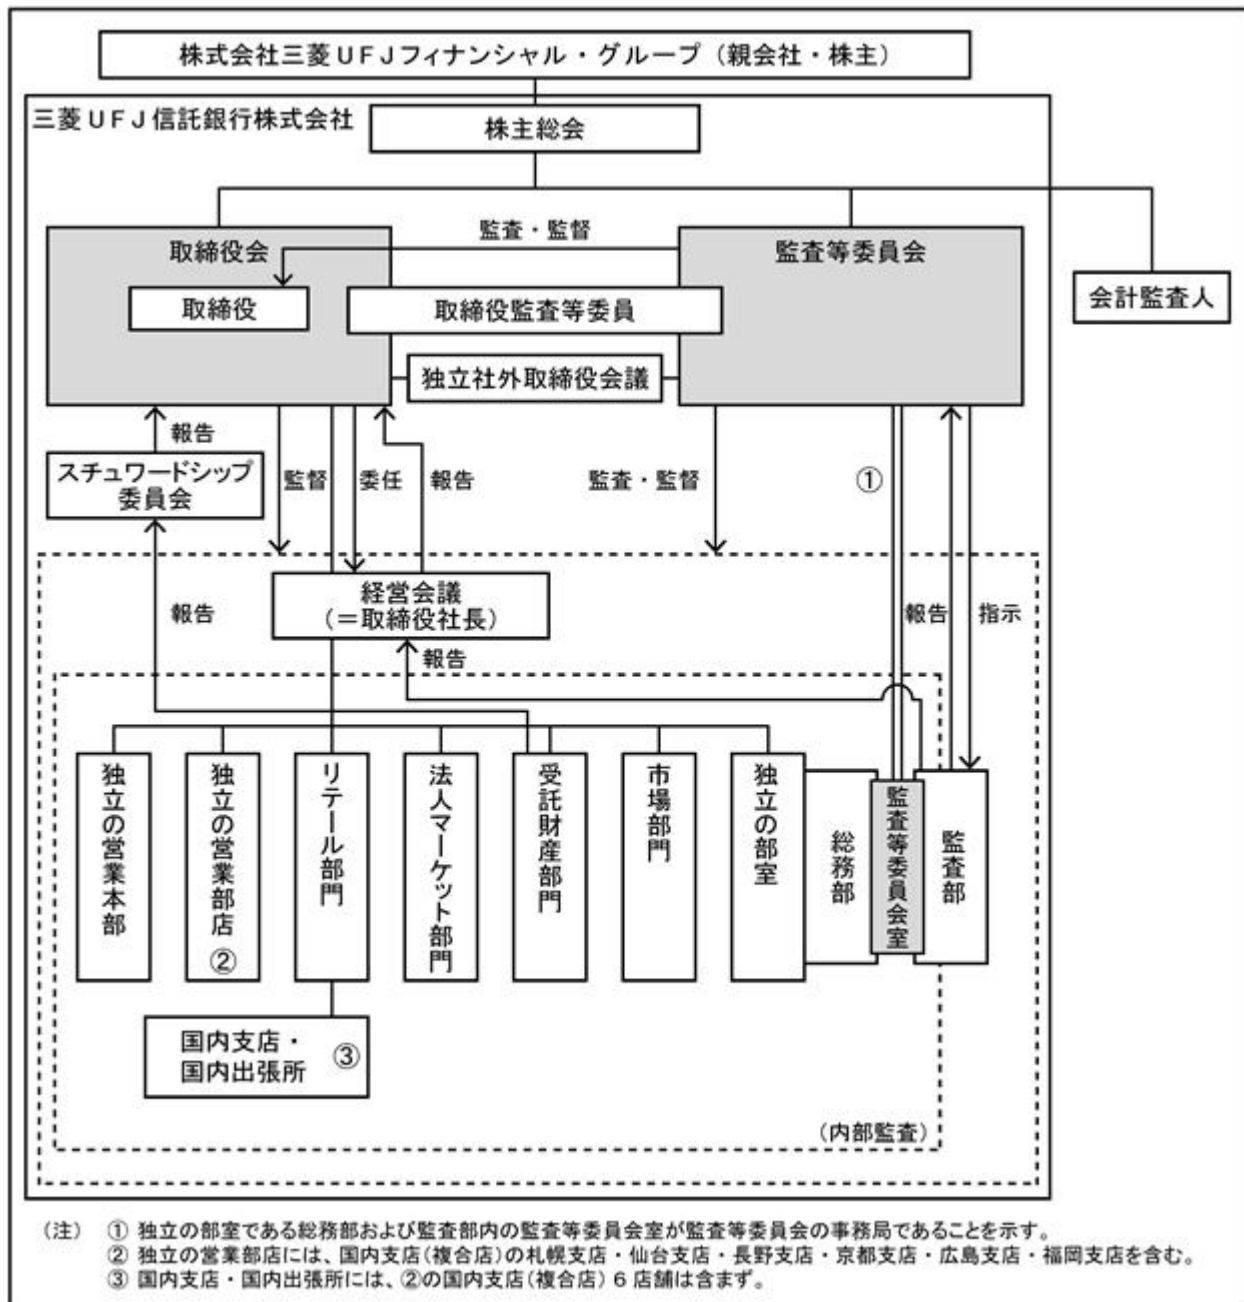 株式会社三菱ＵＦＪフィナンシャル・グループ（親会社・株主）
三菱ＵＦＪ信託銀行株式会社
株主総会
監査・監督
取締役会
監査等委員会
取締役
取締役監査等委員
会計監査人
独立社外取締役会議
報告
スチュワードシップ
委員会
監督
委任
報告
監査・監督
①
経営会議
（＝取締役社長）
報告
報告
指示
報告
独立の営業本部
独立の営業部店
②
リテール部門
法人マーケット部門
受託財産部門
市場部門
独立の部室
総務部
監査等委員会室
監査部
国内支店・
国内出張所
③
（内部監査）
（注） ① 独立の部室である総務部および監査部内の監査等委員会室が監査等委員会の事務局であることを示す。
② 独立の営業部店には、国内支店（複合店）の札幌支店・仙台支店・長野支店・京都支店・広島支店・福岡支店を含む。
③ 国内支店・国内出張所には、②の国内支店（複合店）６店舗は含まず。